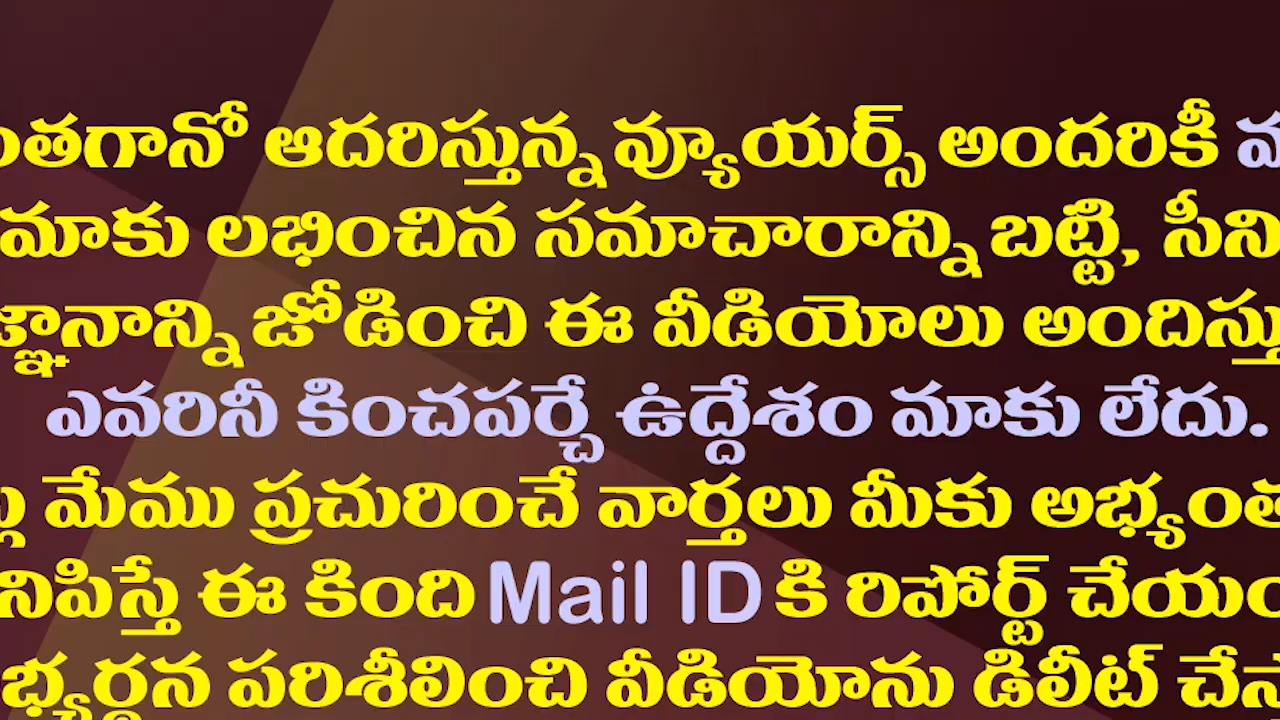 ంతగానో ఆదరిస్తున్న వ్యూయర్స్ అందరికీ
మాకు లభించిన సమాచారాన్ని బట్టి, సీని
జ్ఞానాన్ని జోడించి ఈ వీడియోలు అందిస్తు
ఎవరినీ కించపర్చే ఉద్దేశం మాకు లేదు.
మేము ప్రచురించే వార్తలు మీకు అభ్యంత
నిపిస్తే ఈ కింది Mail ID కి రిపోర్ట్ చేయం
భ్యర్థన పరిశీలించి వీడియోను డిలీట్ చేస